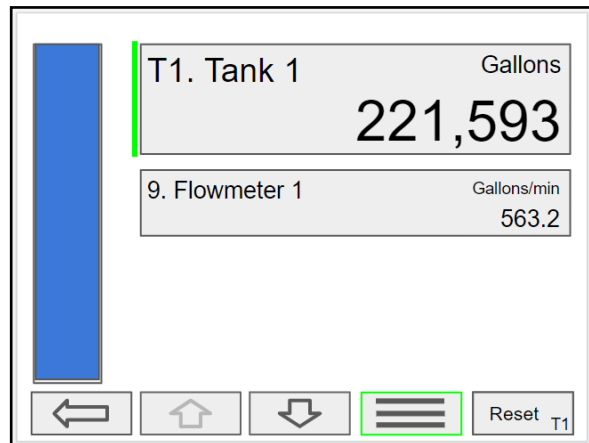 T1. Tank 1 Gallons
221,593
9. Flowmeter 1 Gallons/min
563.2
Reset T1